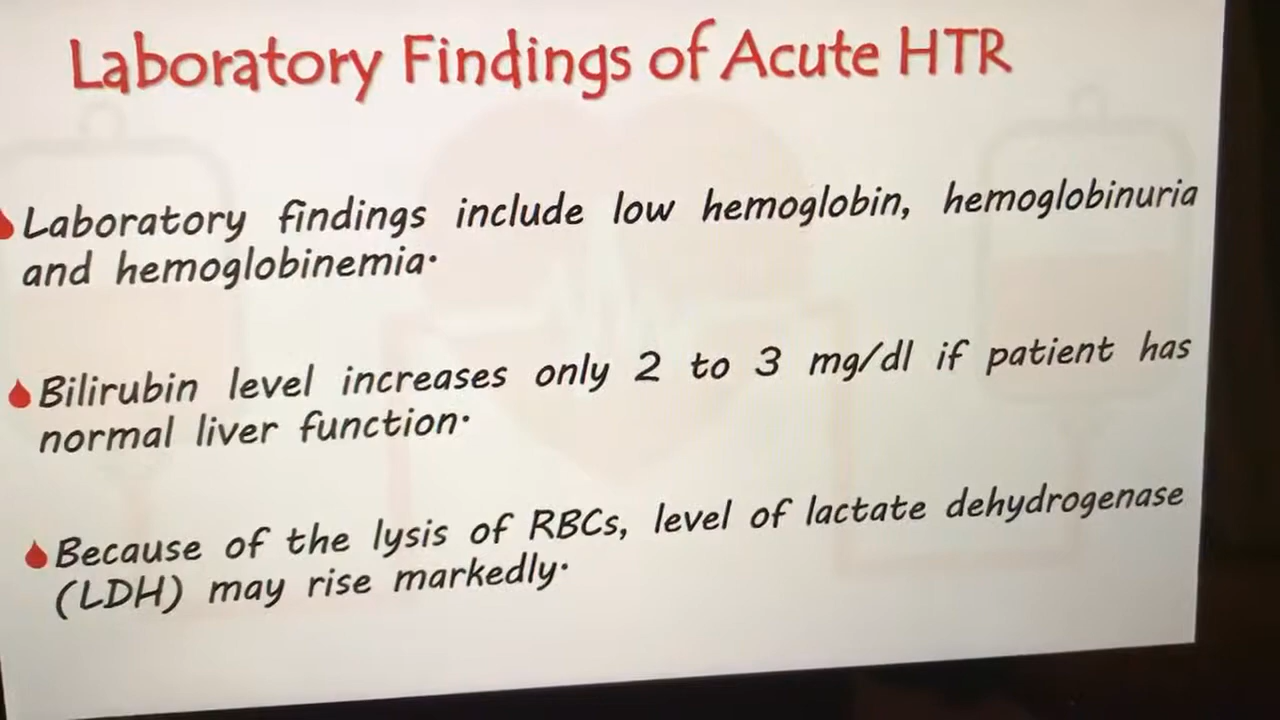 Laboratory Findings of Acute HTR
Laboratory findings include low hemoglobin, hemoglobinuria
and hemoglobinemia.
Bilirubin level increases only 2 to 3 mg/dl if patient has
normal liver function.
Because of the lysis of RBCs, level of lactate dehydrogenase
(LDH) may rise markedly.